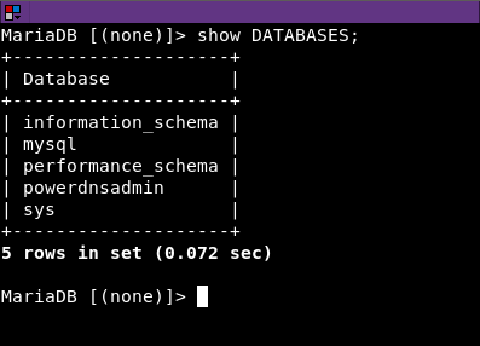 MariaDB [(none)]> show DATABASES;
+--------------------+
| Database           |
+--------------------+
| information_schema |
| mysql              |
| performance_schema |
| powerdnsadmin      |
| sys                |
+--------------------+
5 rows in set (0.072 sec)
MariaDB [(none)]>